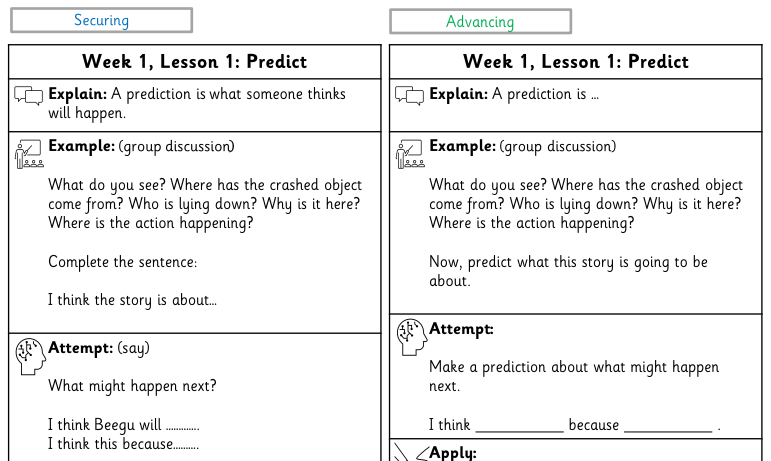 Securing
Week 1, Lesson 1: Predict
Explain: A prediction is what someone thinks
will happen.
Example: (group discussion)
What do you see? Where has the crashed object
come from? Who is lying down? Why is it here?
Where is the action happening?
Complete the sentence:
I think the story is about...
Attempt: (say)
What might happen next?
I think Beegu will .............
I think this because..........
Advancing
Week 1, Lesson 1: Predict
Explain: A prediction is ...
Example: (group discussion)
What do you see? Where has the crashed object
come from? Who is lying down? Why is it here?
Where is the action happening?
Now, predict what this story is going to be
about.
Attempt:
Make a prediction about what might happen
next.
I think ____________ because ____________ .
Apply: